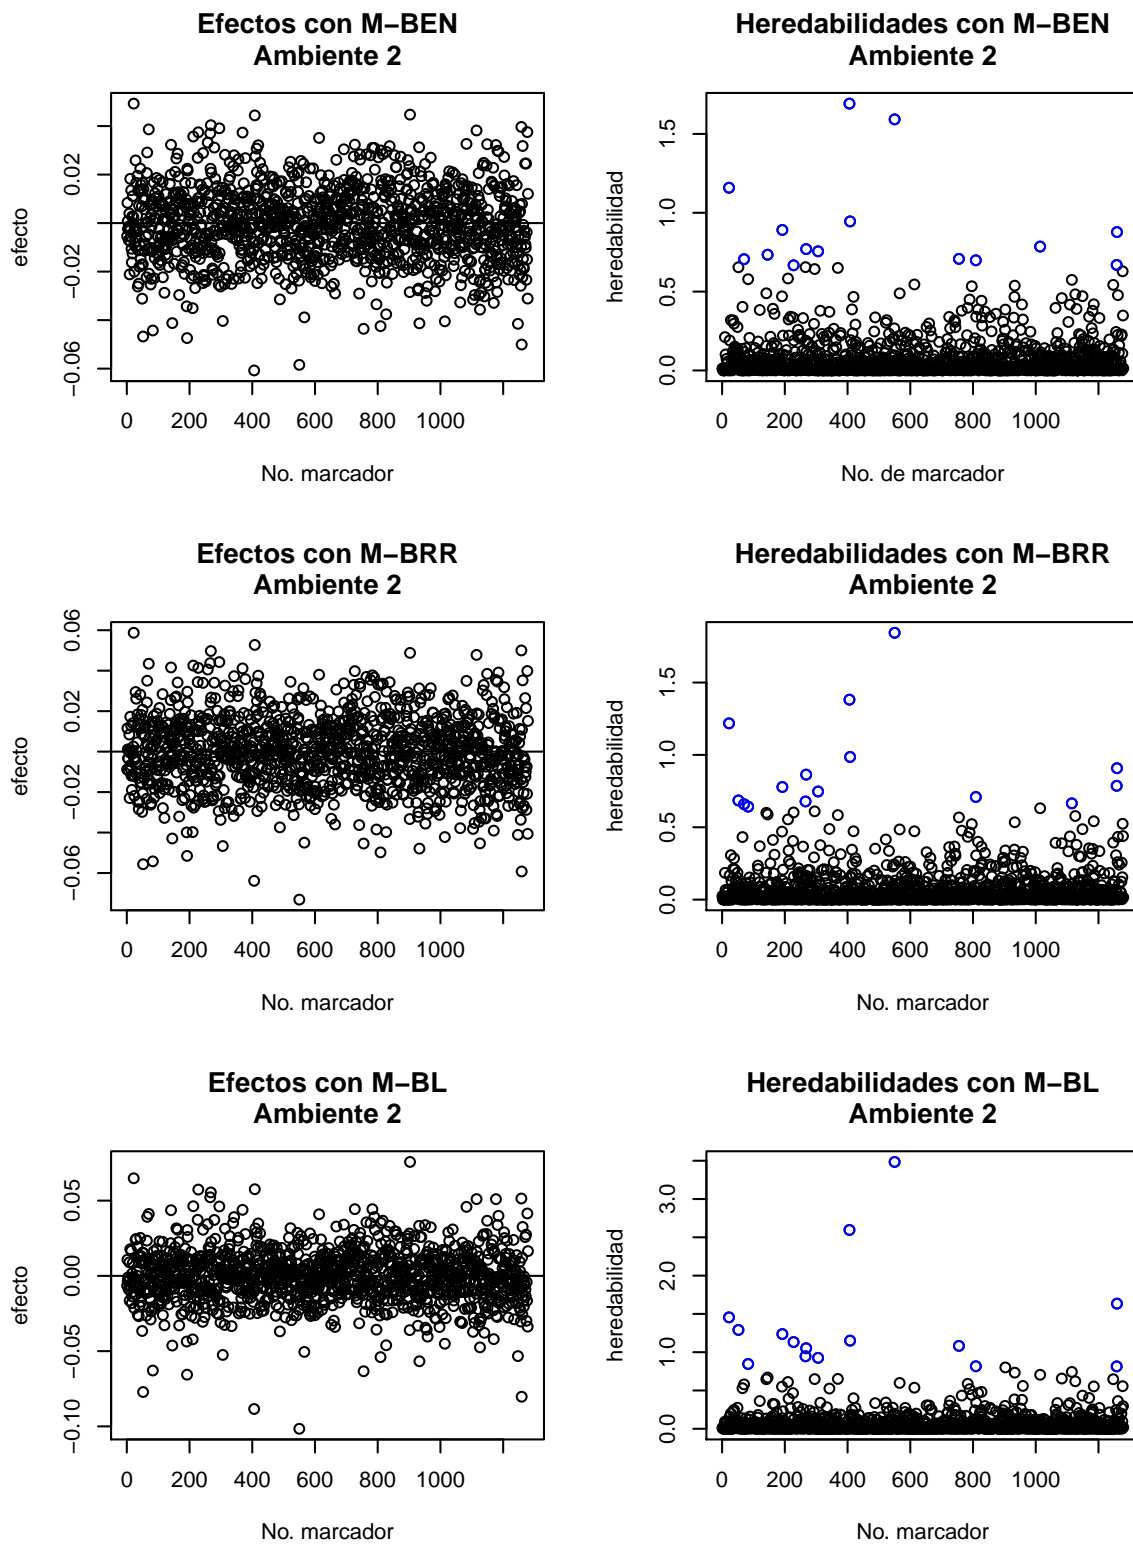 Efectos con M−BEN
Ambiente 2
efecto
0.02
−0.02
−0.06
0 200 400 600 800 1000
No. marcador
Heredabilidades con M−BEN
Ambiente 2
heredabilidad
1.5
1.0
0.5
0.0
0 200 400 600 800 1000
No. de marcador
Efectos con M−BRR
Ambiente 2
efecto
0.06
0.02
−0.02
−0.06
0 200 400 600 800 1000
No. marcador
Heredabilidades con M−BRR
Ambiente 2
heredabilidad
1.5
1.0
0.5
0.0
0 200 400 600 800 1000
No. marcador
Efectos con M−BL
Ambiente 2
efecto
0.05
0.00
−0.05
−0.10
0 200 400 600 800 1000
No. marcador
Heredabilidades con M−BL
Ambiente 2
heredabilidad
3.0
2.0
1.0
0.0
0 200 400 600 800 1000
No. marcador